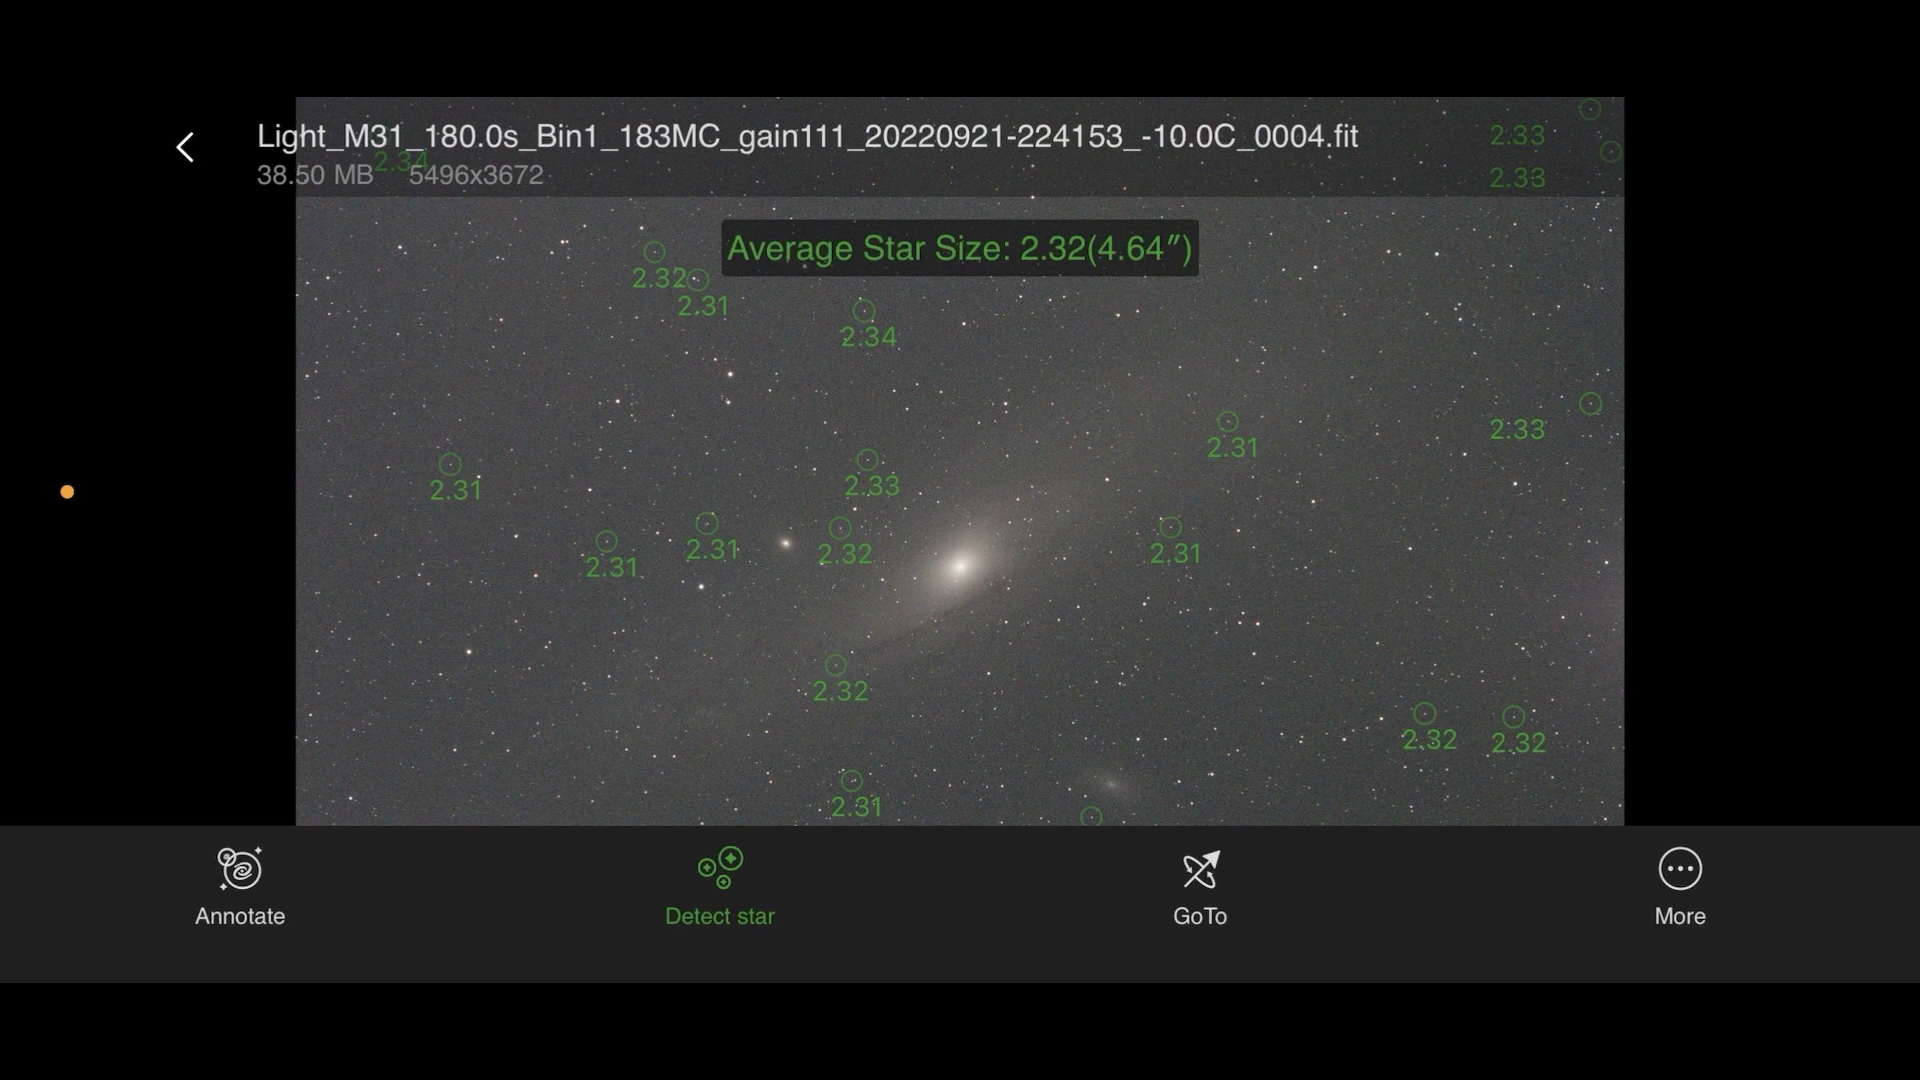 Light_M31_180.0s_Bin1_183MC_gain111_20220921-224153_-10.0C_0004.fit
2.33
2.34
38.50 MB 5496x3672
2.33
Average Star Size: 2.32(4.64″)
2.32
2.31
2.34
2.33
2.31
2.31
2.33
2.31
2.32
2.31
2.31
2.32
2.32
2.32
2.31
Annotate
Detect star
GoTo
More